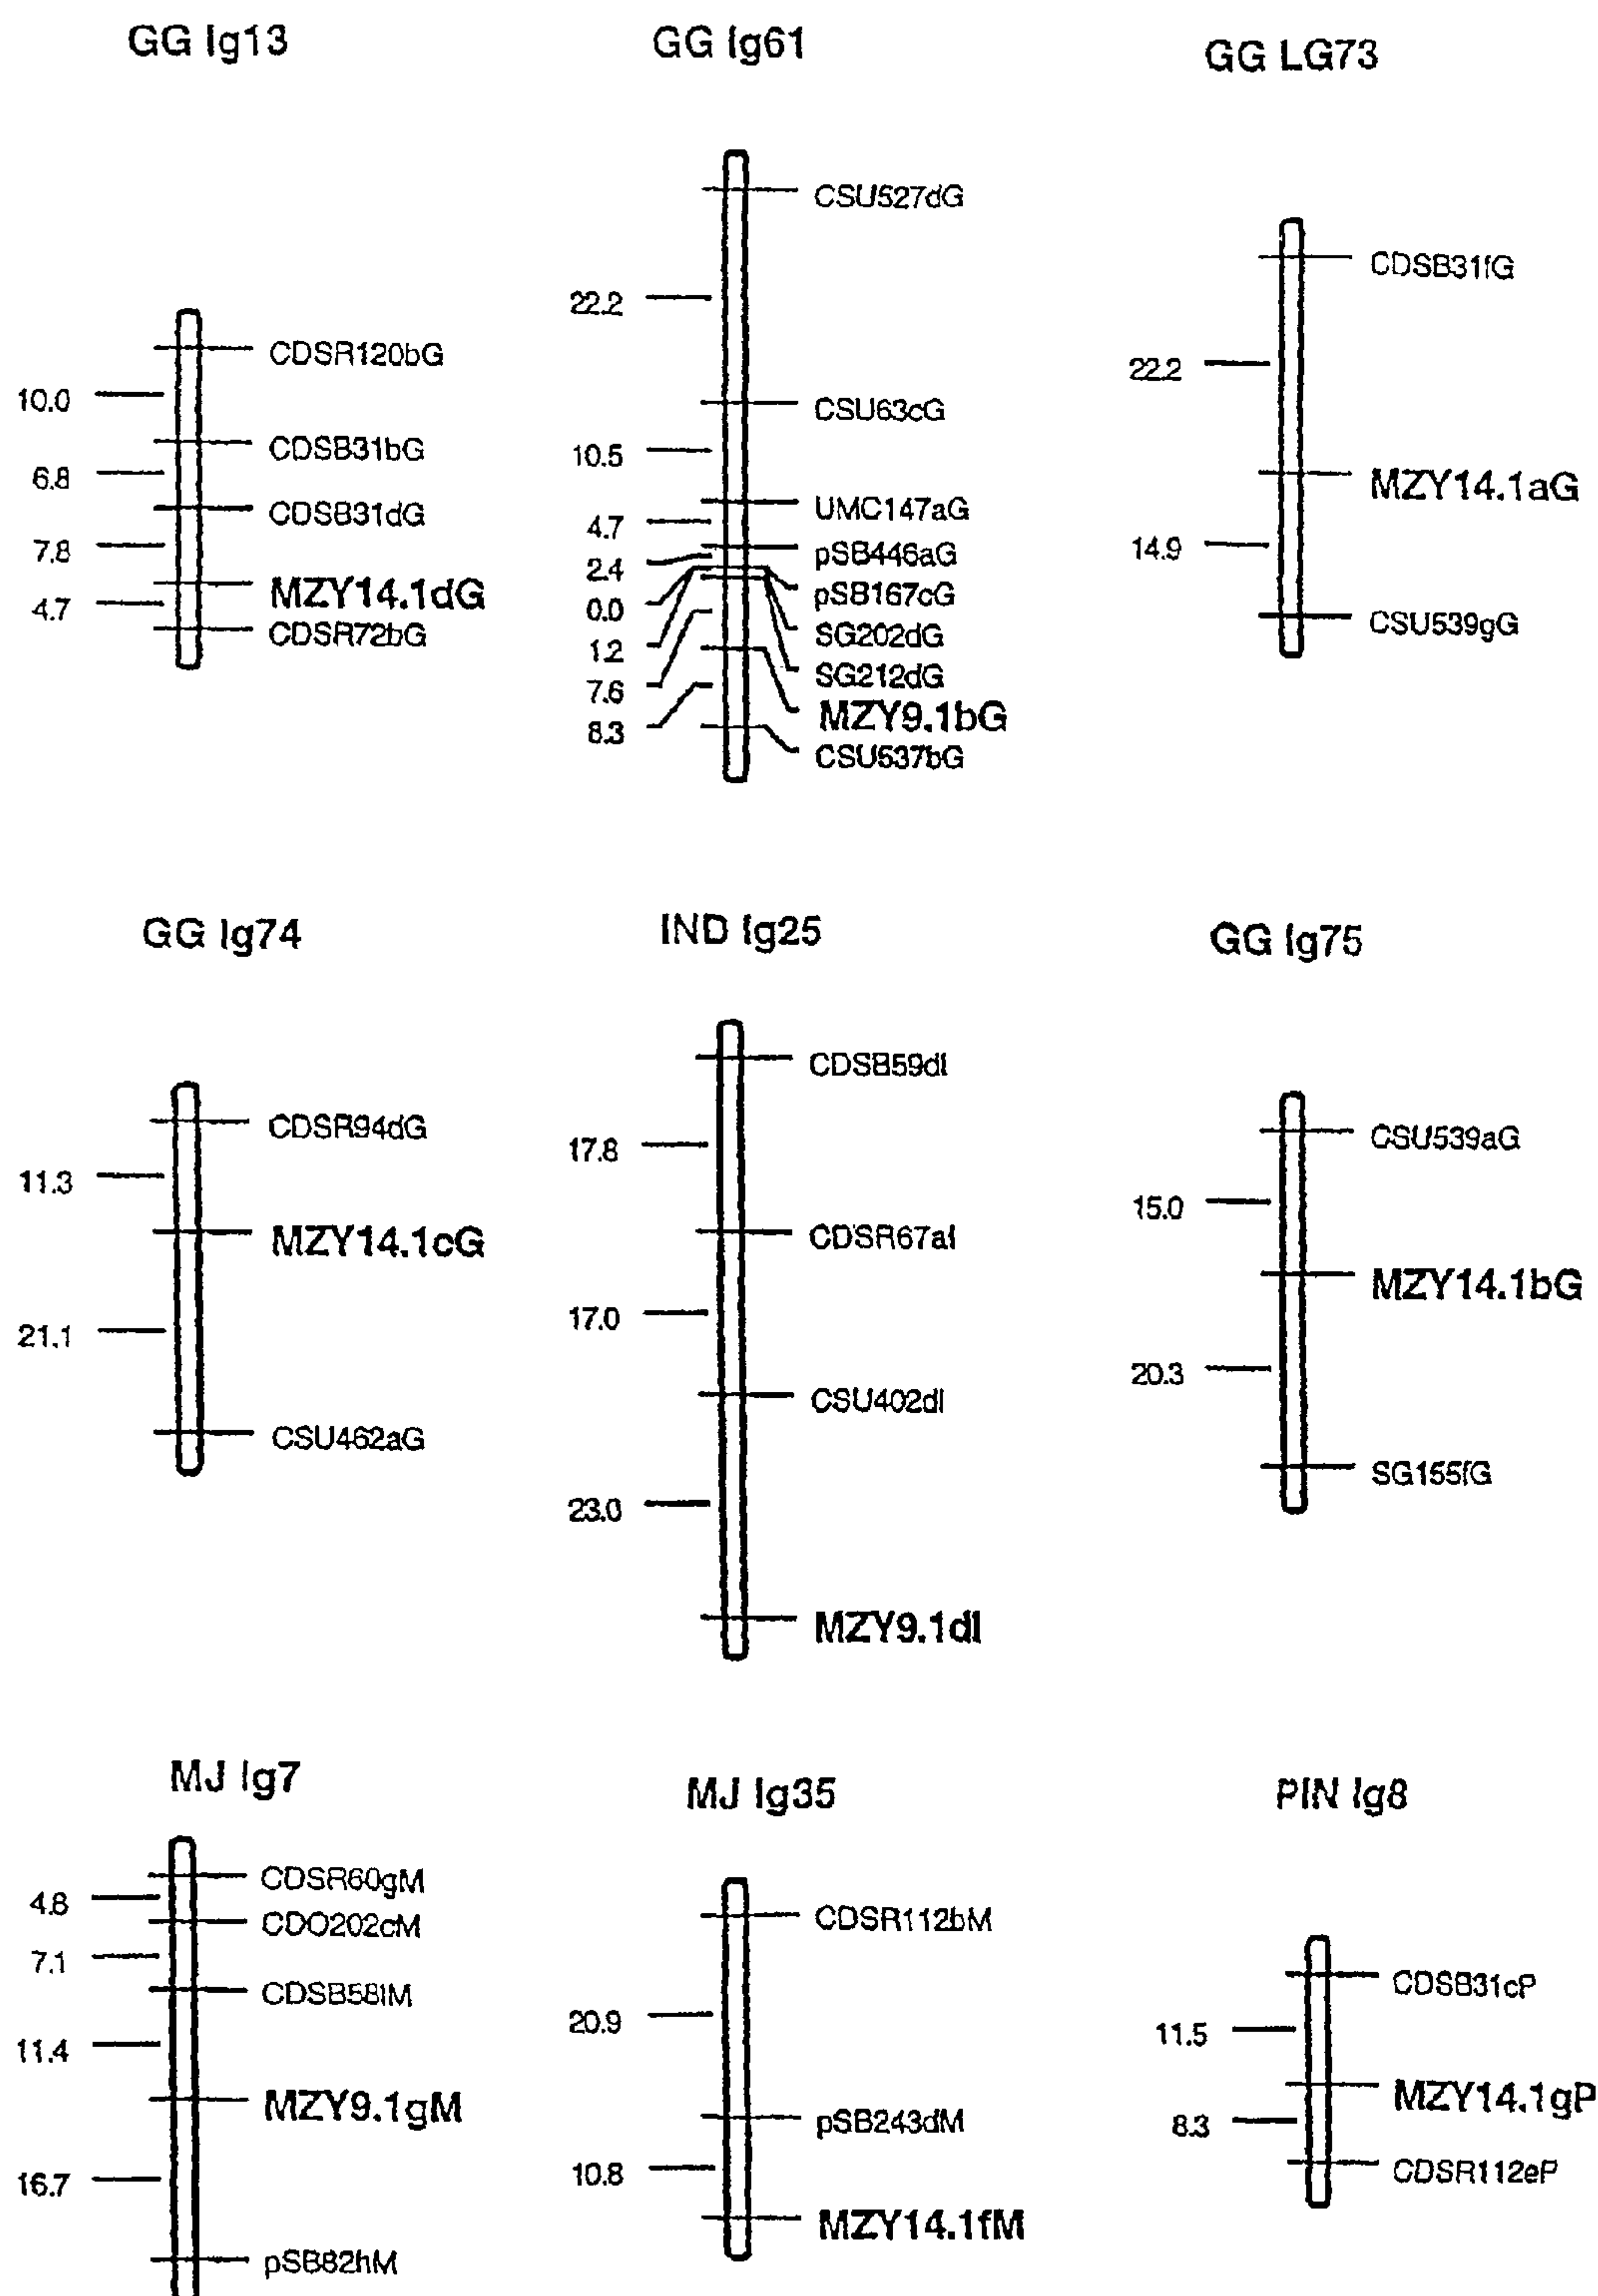 GG lg13
10.0
6.8
7.8
4.7
CDSR120bG
CDSB31bG
CDSB31dG
MZY14.1dG
CDSR72bG
GG lg61
22.2
10.5
4.7
2.4
0.0
1.2
7.6
8.3
CSU527dG
CSU63cG
UMC147aG
pSB446aG
pSB167cG
SG202dG
SG212dG
MZY9.1bG
CSU537bG
GG LG73
22.2
14.9
CDSB31fG
MZY14.1aG
CSU539gG
GG lg74
11.3
21.1
CDSR94dG
MZY14.1cG
CSU462aG
IND lg25
17.8
17.0
23.0
CDSB59dI
CDSR67aI
CSU402dI
MZY9.1dI
GG lg75
15.0
20.3
CSU539aG
MZY14.1bG
SG155fG
MJ lg7
4.8
7.1
11.4
16.7
CDSR60gM
CDO202cM
CDSB58lM
MZY9.1gM
pSB82hM
MJ lg35
20.9
10.8
CDSR112bM
pSB243dM
MZY14.1fM
PIN lg8
11.5
8.3
CDSB31cP
MZY14.1gP
CDSR112eP